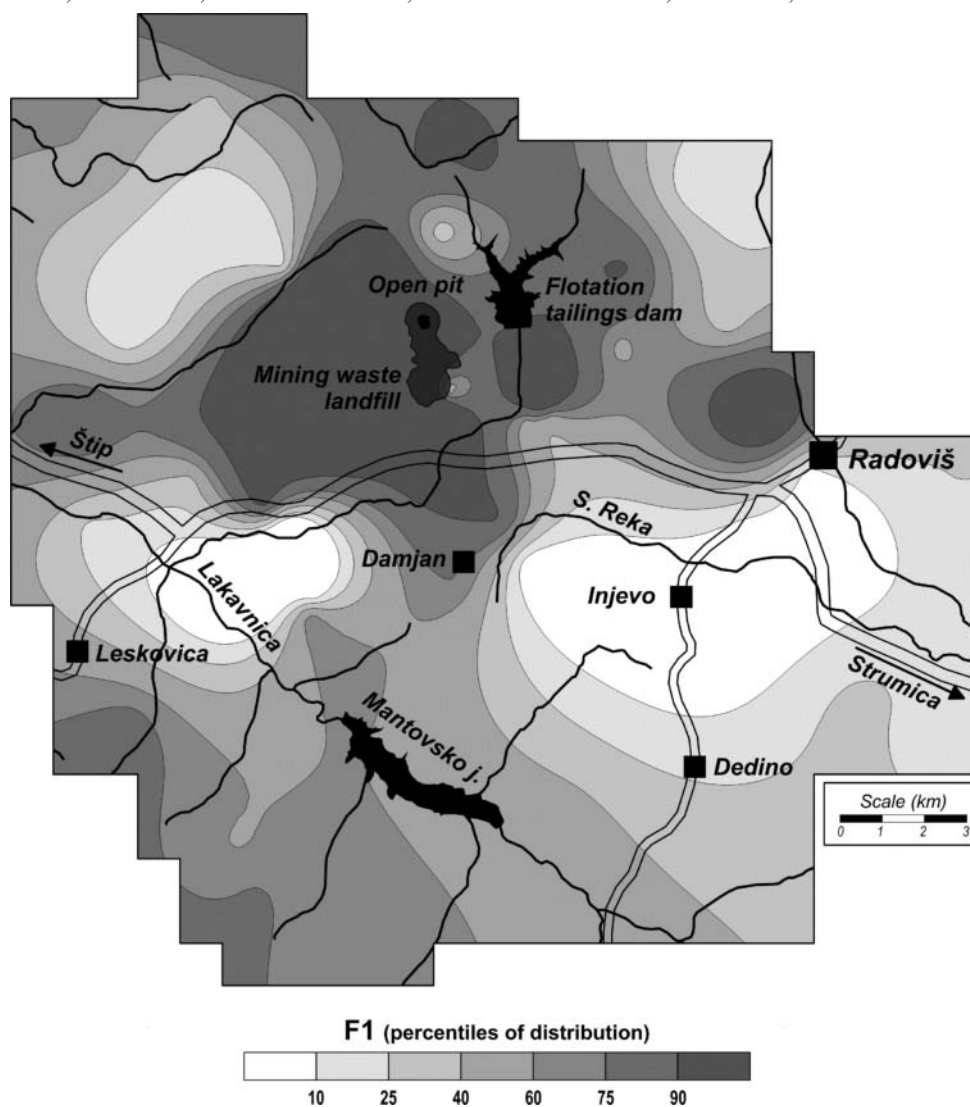 Open pit
Flotation
tailings dam
Mining waste
landfill
Štip
Radoviš
S. Reka
Damjan
Lakavnica
Injevo
Leskovica
Strumica
Mantovsko j.
Dedino
Scale (km)
0 1 2 3
F1 (percentiles of distribution)
10 25 40 60 75 90